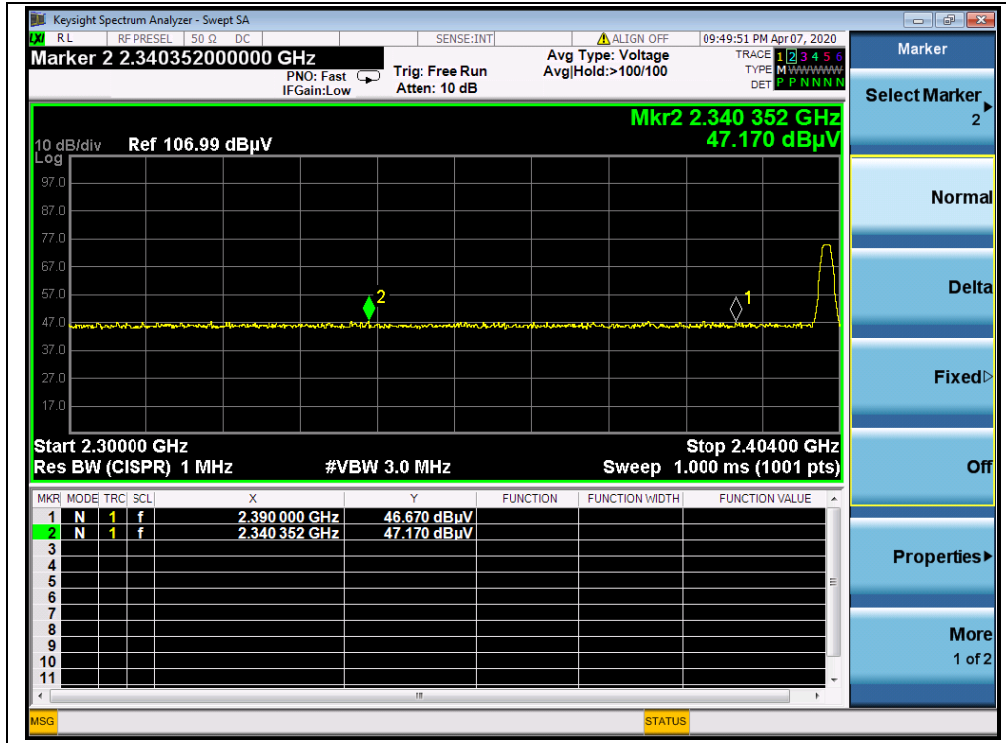 Keysight Spectrum Analyzer - Swept SA
LXI RL RF PRESEL 50 Ω DC SENSE:INT ALIGN OFF 09:49:51 PM Apr 07, 2020
Marker 2 2.340352000000 GHz
PNO: Fast
IFGain:Low
Trig: Free Run
Atten: 10 dB
Avg Type: Voltage
Avg|Hold:>100/100
TRACE 1 2 3 4 5 6
TYPE M W W W W W
DET P P N N N N
Mkr2 2.340 352 GHz
47.170 dBµV
10 dB/div Ref 106.99 dBµV
Log
97.0
87.0
77.0
67.0
57.0
47.0
37.0
27.0
17.0
2
1
Start 2.30000 GHz Stop 2.40400 GHz
Res BW (CISPR) 1 MHz #VBW 3.0 MHz Sweep 1.000 ms (1001 pts)
MKR MODE TRC SCL X Y FUNCTION FUNCTION WIDTH FUNCTION VALUE
1 N 1 f 2.390 000 GHz 46.670 dBµV
2 N 1 f 2.340 352 GHz 47.170 dBµV
3
4
5
6
7
8
9
10
11
MSG STATUS
Marker
Select Marker
2
Normal
Delta
Fixed
Off
Properties
More
1 of 2